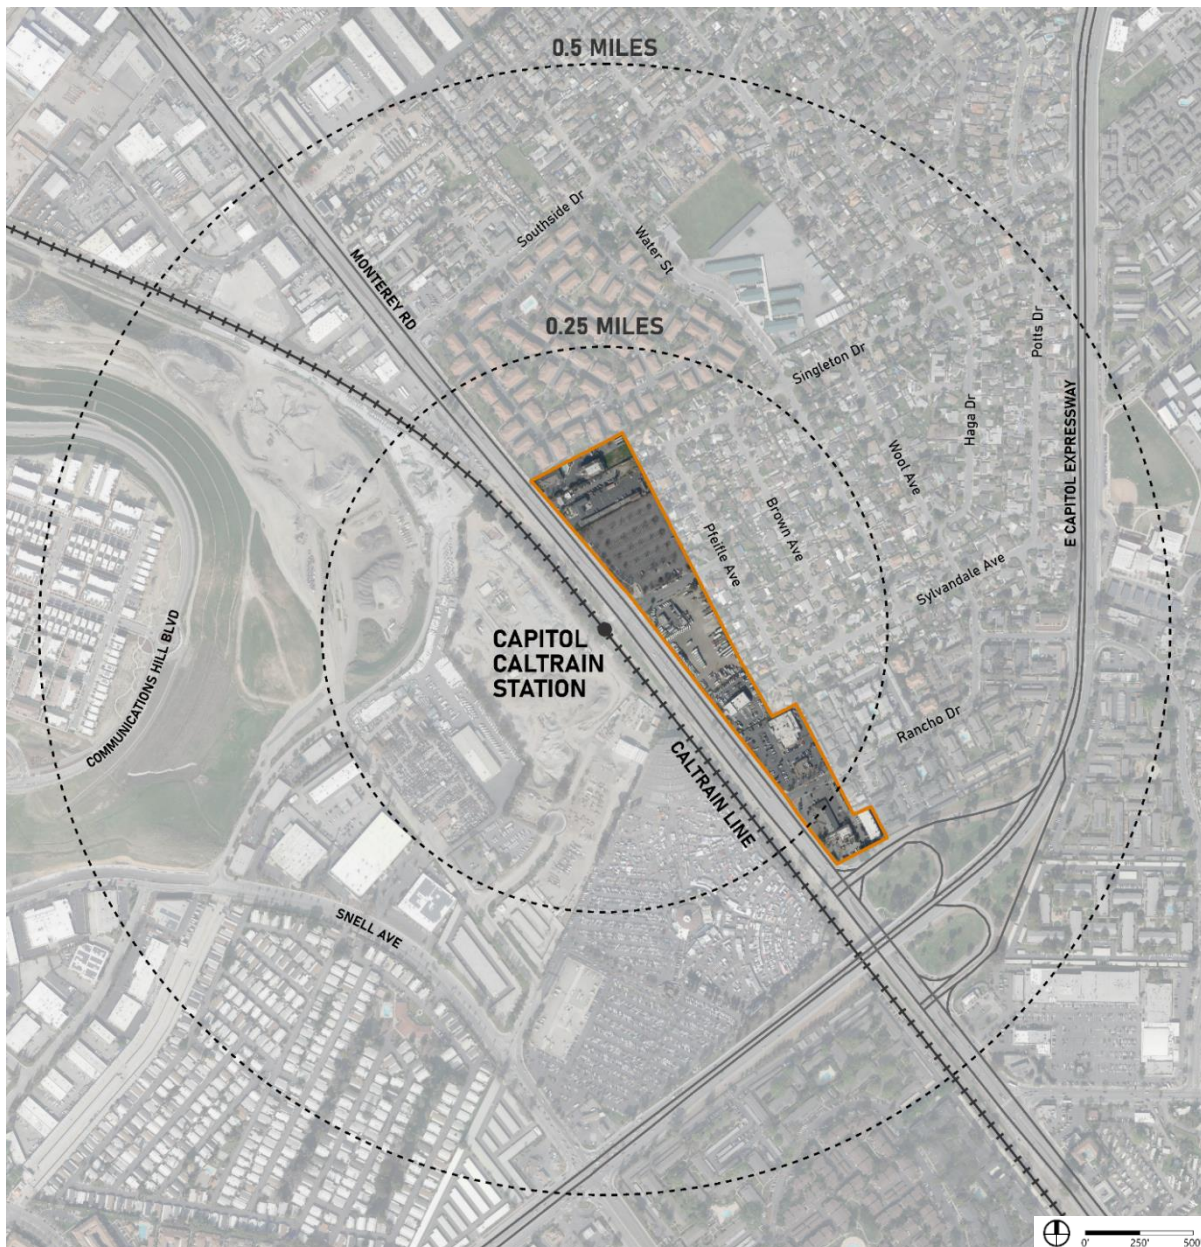 0.5 MILES
Southside Dr
Water St
MONTEREY RD
0.25 MILES
Potts Dr
Singleton Dr
Haga Dr
E CAPITOL EXPRESSWAY
Wool Ave
Brown Ave
Pfeifle Ave
Sylvandale Ave
CAPITOL
CALTRAIN
STATION
COMMUNICATIONS HILL BLVD
Rancho Dr
CALTRAIN LINE
SNELL AVE
0'
250'
500